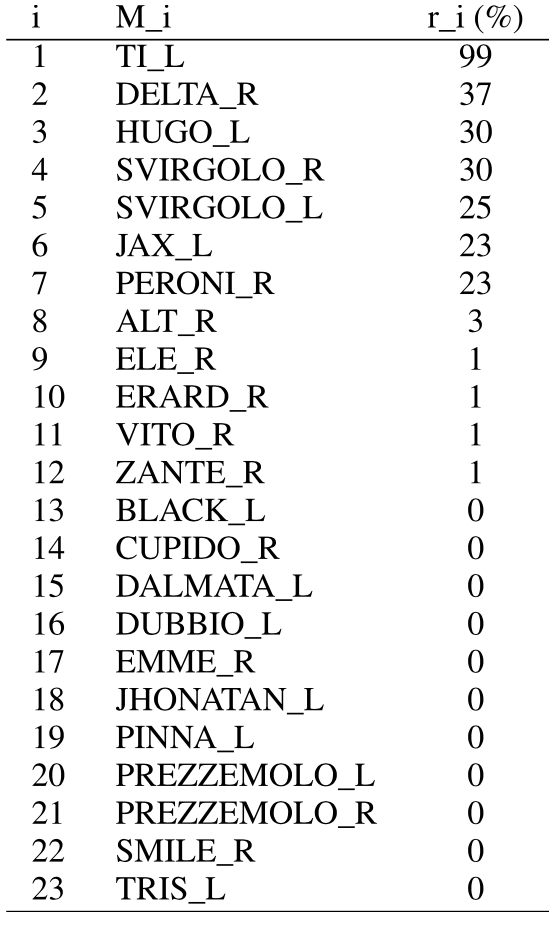 i M_i r_i (%)
1 TI_L 99
2 DELTA_R 37
3 HUGO_L 30
4 SVIRGOLO_R 30
5 SVIRGOLO_L 25
6 JAX_L 23
7 PERONI_R 23
8 ALT_R 3
9 ELE_R 1
10 ERARD_R 1
11 VITO_R 1
12 ZANTE_R 1
13 BLACK_L 0
14 CUPIDO_R 0
15 DALMATA_L 0
16 DUBBIO_L 0
17 EMME_R 0
18 JHONATAN_L 0
19 PINNA_L 0
20 PREZZEMOLO_L 0
21 PREZZEMOLO_R 0
22 SMILE_R 0
23 TRIS_L 0